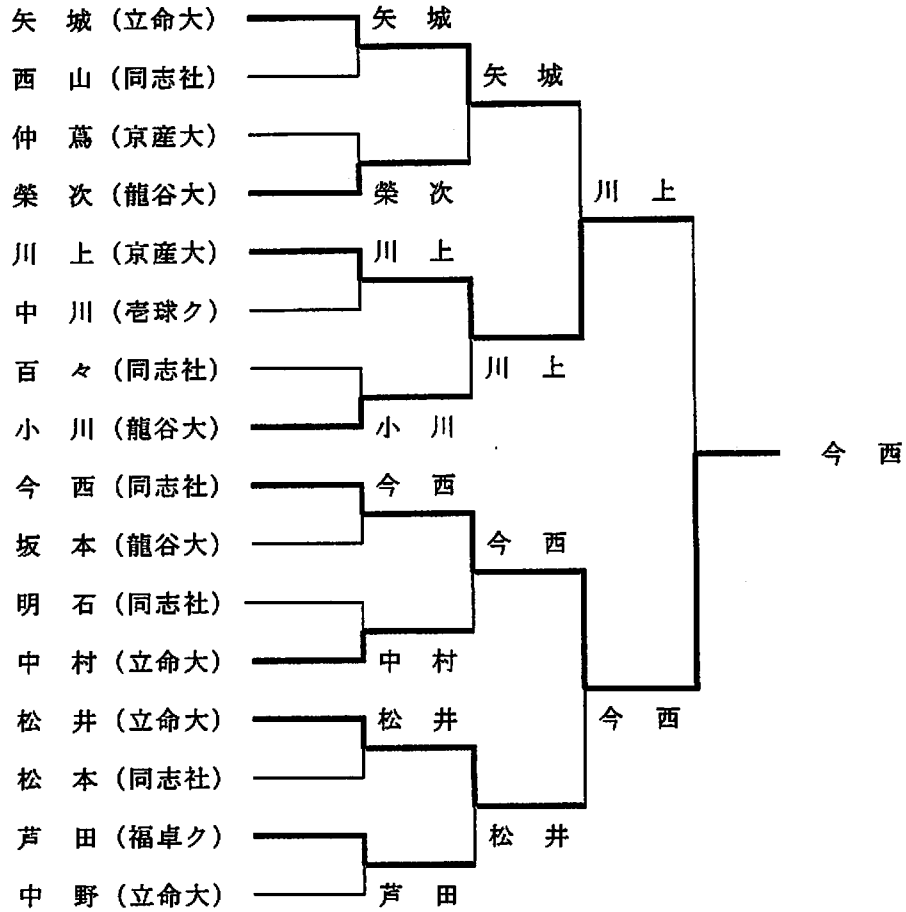 矢 城 (立命大)
矢 城
西 山 (同志社)
矢 城
仲 蔦 (京産大)
榮 次 (龍谷大)
榮 次
川 上
川 上 (京産大)
川 上
中 川 (壱球ク)
百 々 (同志社)
川 上
小 川 (龍谷大)
小 川
今 西
今 西 (同志社)
今 西
坂 本 (龍谷大)
今 西
明 石 (同志社)
中 村 (立命大)
中 村
松 井 (立命大)
松 井
今 西
松 本 (同志社)
芦 田 (福卓ク)
松 井
中 野 (立命大)
芦 田